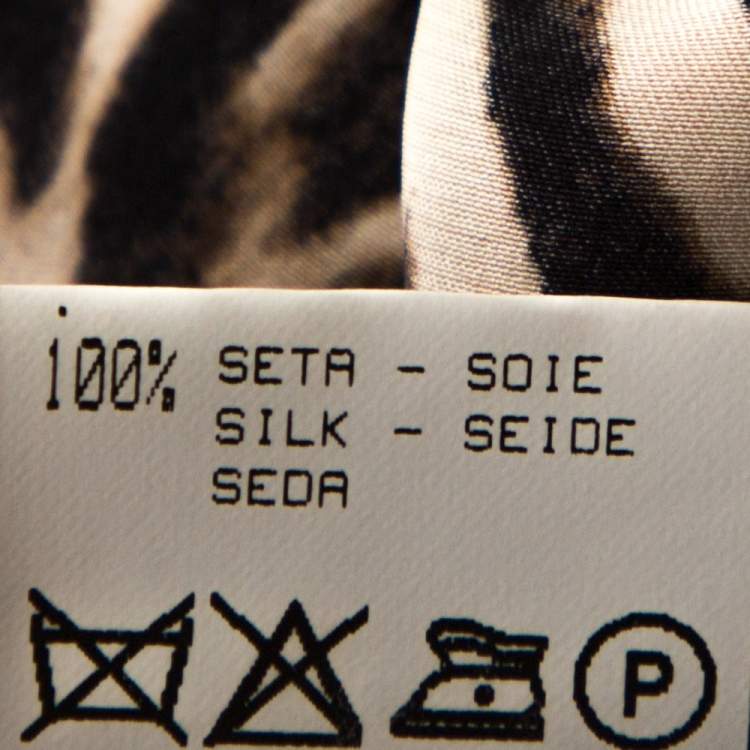 100% SETA - SOIE
SILK - SEIDE
SEDA
P